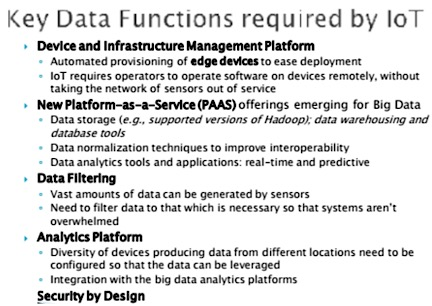 Key Data Functions required by IoT
Device and Infrastructure Management Platform
Automated provisioning of edge devices to ease deployment
IoT requires operators to operate software on devices remotely, without
taking the network of sensors out of service
New Platform-as-a-Service (PAAS) offerings emerging for Big Data
Data storage (e.g., supported versions of Hadoop); data warehousing and
database tools
Data normalization techniques to improve interoperability
Data analytics tools and applications: real-time and predictive
Data Filtering
Vast amounts of data can be generated by sensors
Need to filter data to that which is necessary so that systems aren't
overwhelmed
Analytics Platform
Diversity of devices producing data from different locations need to be
configured so that the data can be leveraged
Integration with the big data analytics platforms
Security by Design